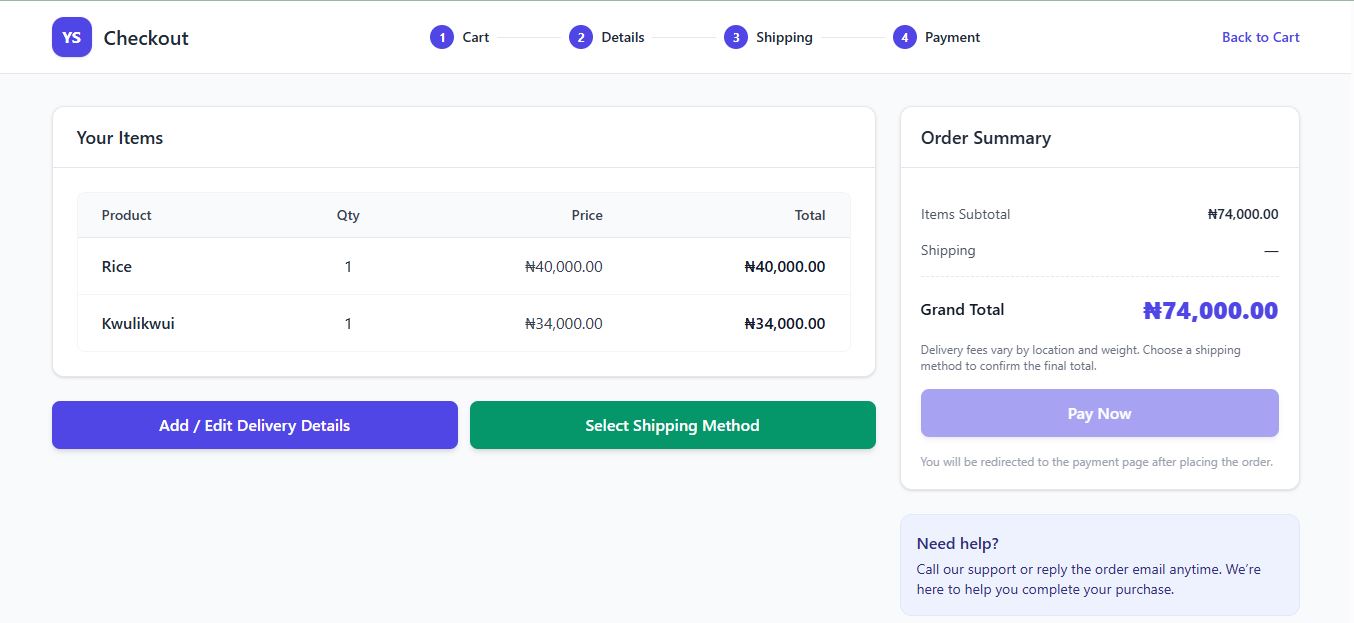 YS Checkout 1 Cart 2 Details 3 Shipping 4 Payment Back to Cart
Your Items
Product Qty Price Total
Rice 1 ₦40,000.00 ₦40,000.00
Kwulikwui 1 ₦34,000.00 ₦34,000.00
Add / Edit Delivery Details Select Shipping Method
Order Summary
Items Subtotal ₦74,000.00
Shipping —
Grand Total ₦74,000.00
Delivery fees vary by location and weight. Choose a shipping
method to confirm the final total.
Pay Now
You will be redirected to the payment page after placing the order.
Need help?
Call our support or reply the order email anytime. We’re
here to help you complete your purchase.